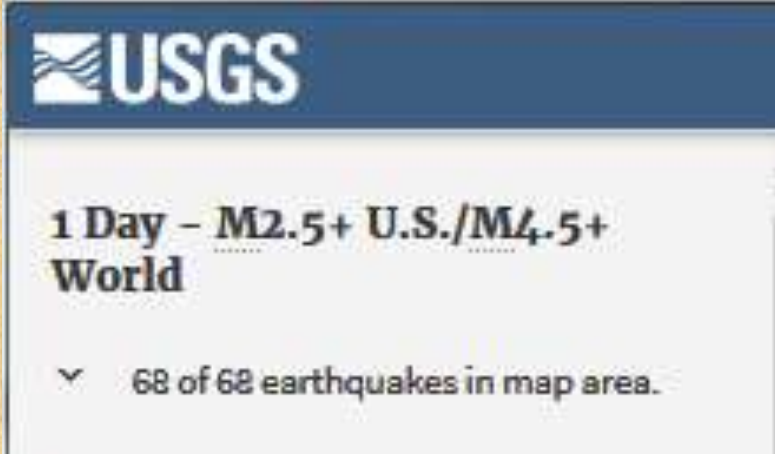 USGS
1 Day – M2.5+ U.S./M4.5+
World
68 of 68 earthquakes in map area.